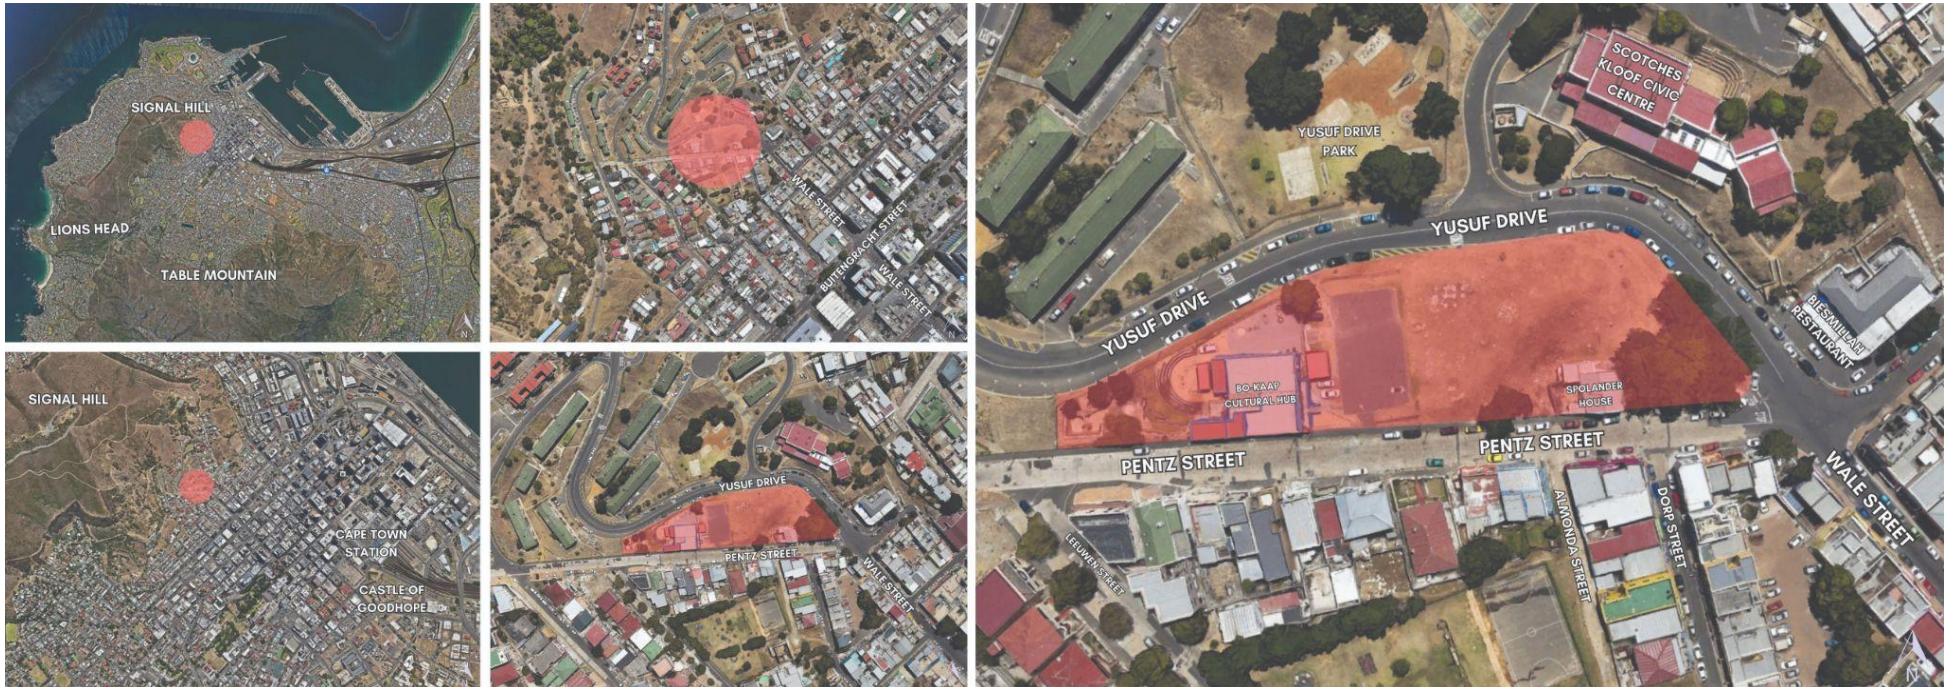 SIGNAL HILL
LIONS HEAD
TABLE MOUNTAIN
N
WALE STREET
BUITENGRACHT STREET
WALE STREET
N
SIGNAL HILL
CAPE TOWN
STATION
CASTLE OF
GOODHOPE
N
YUSUF DRIVE
PENTZ STREET
WALE STREET
N
SCOTCHES
KLOOF CIVIC
CENTRE
YUSUF DRIVE
PARK
YUSUF DRIVE
YUSUF DRIVE
BIESMILLAH
RESTAURANT
BO-KAAP
CULTURAL HUB
SPOLANDER
HOUSE
PENTZ STREET
PENTZ STREET
WALE STREET
LEEUWEN STREET
ALMONDA STREET
DORP STREET
N